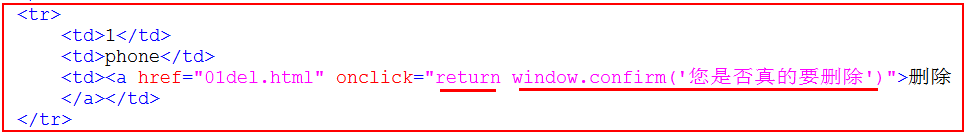 <tr>
<td>1</td>
<td>phone</td>
<td><a href="01del.html" onclick="return window.confirm('您是否真的要删除')">删除
</a></td>
</tr>